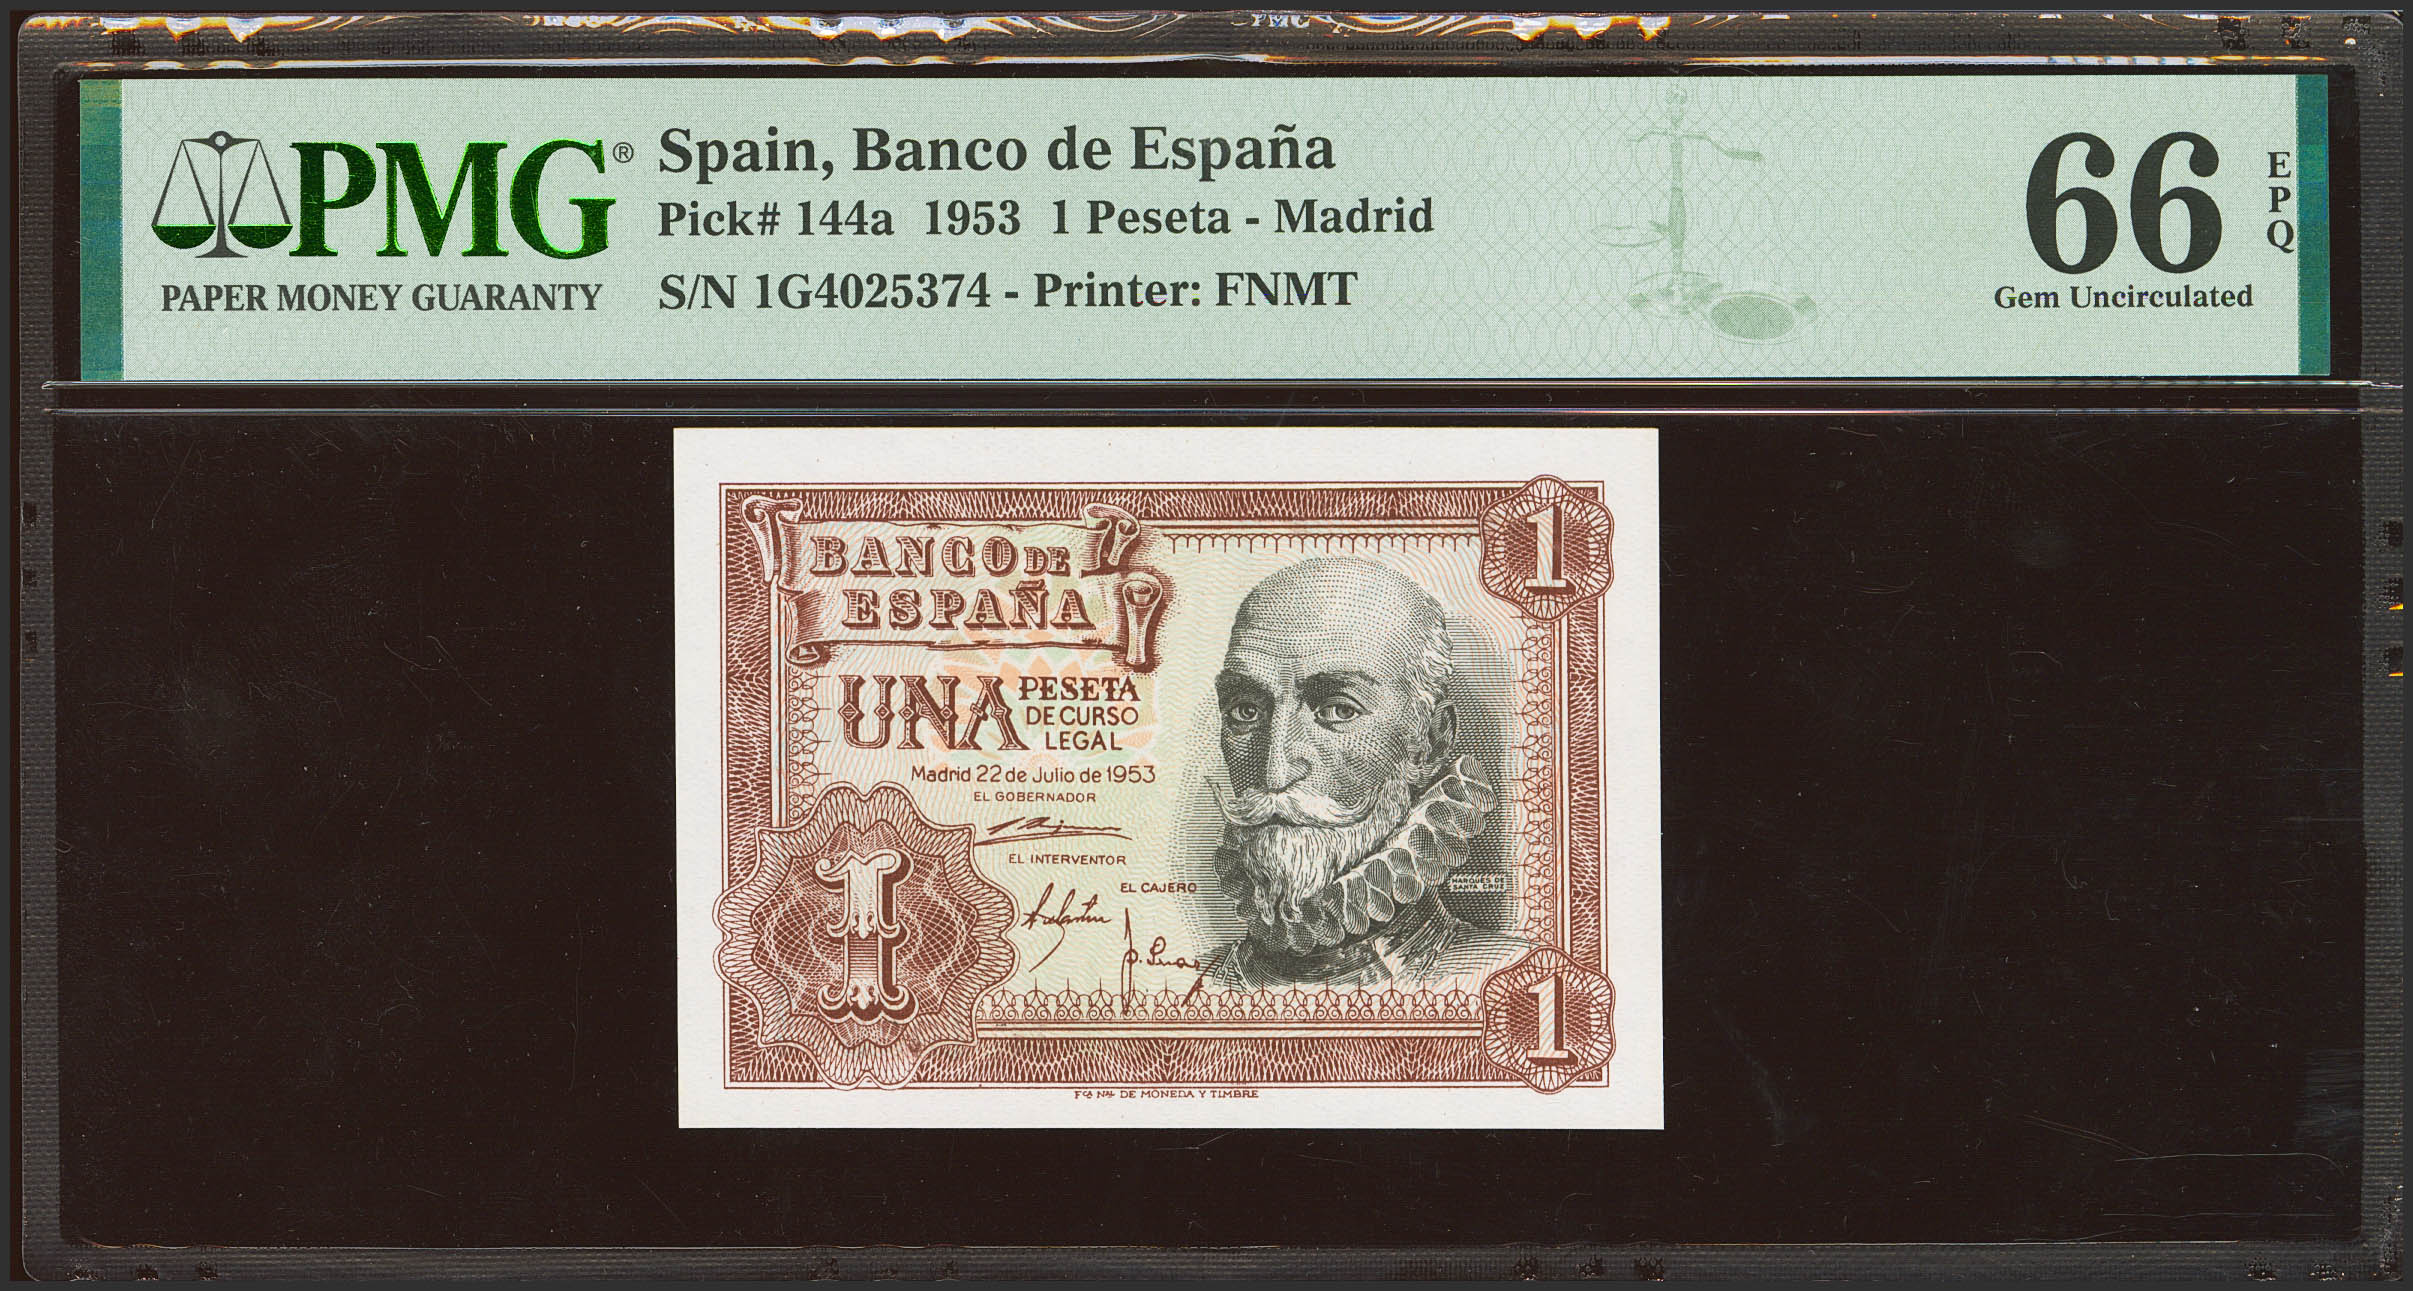 PMG®
PAPER MONEY GUARANTY
Spain, Banco de España
Pick# 144a 1953 1 Peseta - Madrid
S/N 1G4025374 - Printer: FNMT
66
EPQ
Gem Uncirculated
BANCO DE
ESPAÑA
1
UNA PESETA
DE CURSO
LEGAL
Madrid 22 de Julio de 1953
EL GOBERNADOR
EL INTERVENTOR
EL CAJERO
MARQUES DE
SANTA CRUZ
1
1
Fca. Nal. DE MONEDA Y TIMBRE